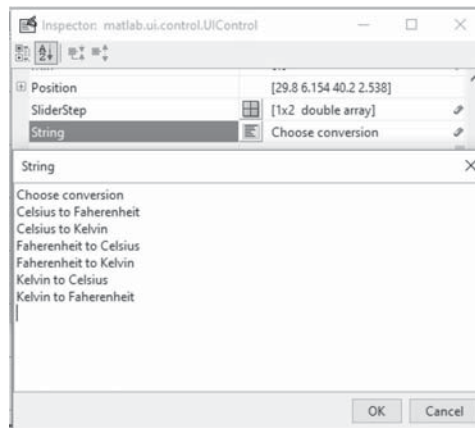 Inspector: matlab.ui.control.UIControl
Position [29.8 6.154 40.2 2.538]
SliderStep [1x2 double array]
String Choose conversion
String
Choose conversion
Celsius to Faherenheit
Celsius to Kelvin
Faherenheit to Celsius
Faherenheit to Kelvin
Kelvin to Celsius
Kelvin to Faherenheit
OK Cancel